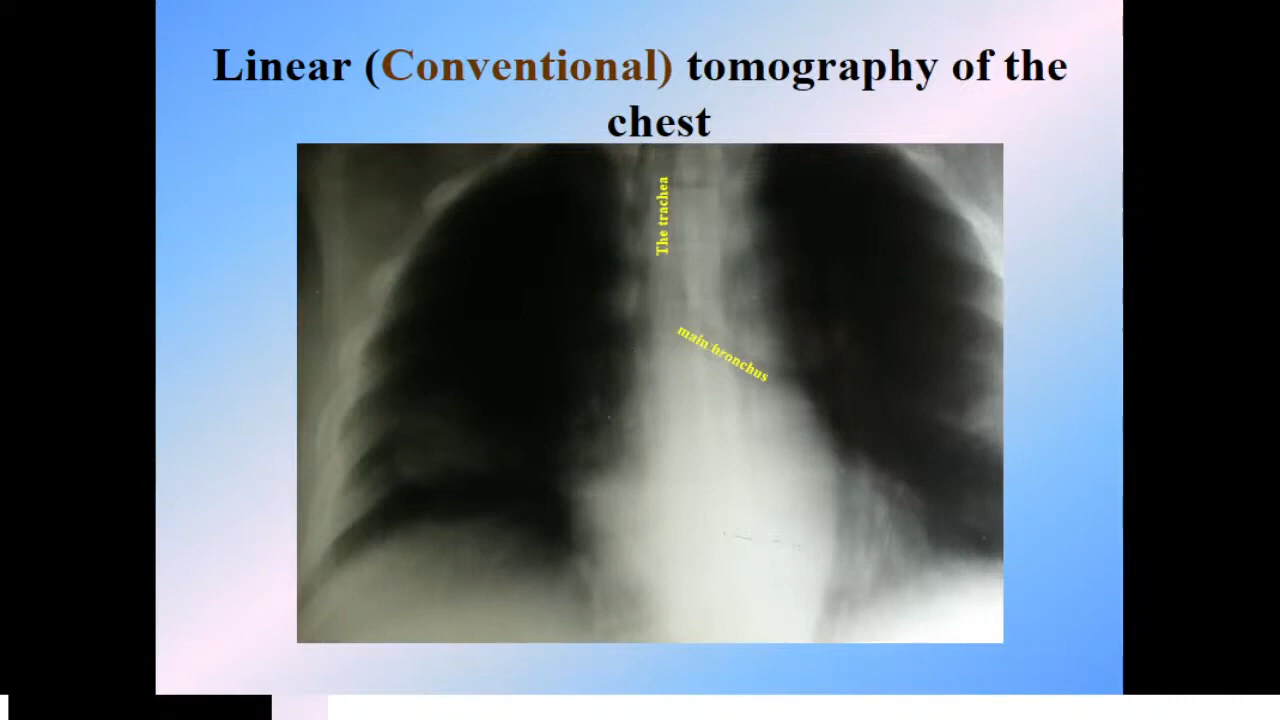 Linear (Conventional) tomography of the
chest
The trachea
main bronchus